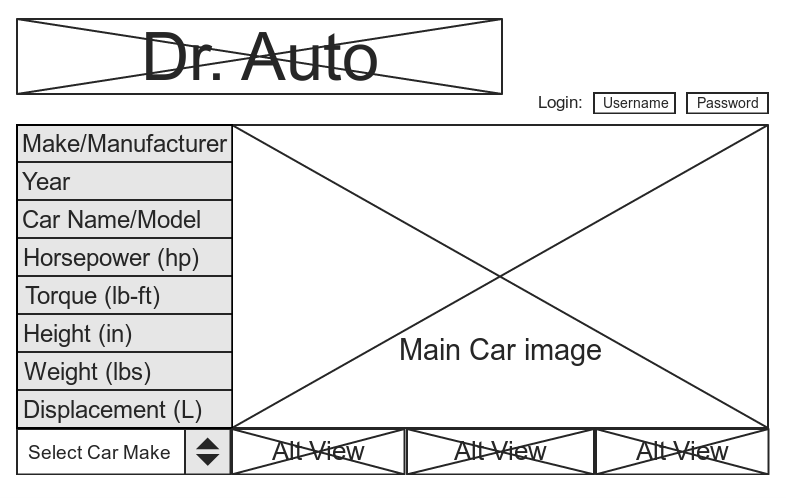 Dr. Auto
Login: Username Password
Make/Manufacturer
Year
Car Name/Model
Horsepower (hp)
Torque (lb-ft)
Height (in)
Weight (lbs)
Displacement (L)
Main Car image
Select Car Make
Alt View Alt View Alt View